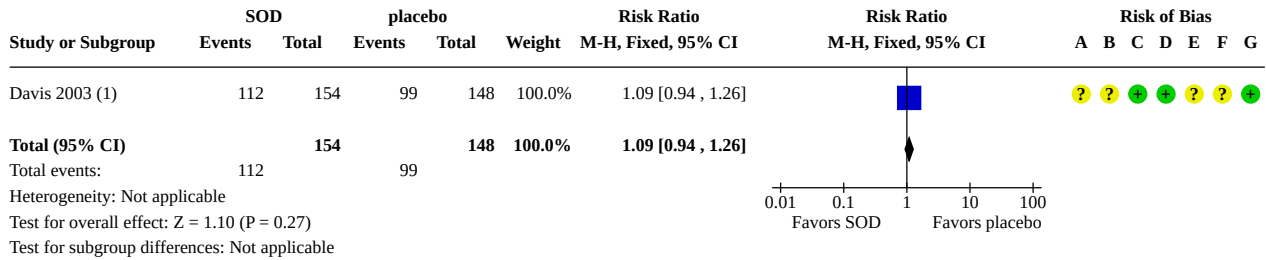 SOD placebo Risk Ratio Risk Ratio Risk of Bias
Study or Subgroup Events Total Events Total Weight M-H, Fixed, 95% CI M-H, Fixed, 95% CI A B C D E F G
Davis 2003 (1) 112 154 99 148 100.0% 1.09 [0.94 , 1.26] ? ? + + ? ? +
Total (95% CI) 154 148 100.0% 1.09 [0.94 , 1.26]
Total events: 112 99
Heterogeneity: Not applicable
0.01 0.1 1 10 100
Test for overall effect: Z = 1.10 (P = 0.27) Favors SOD Favors placebo
Test for subgroup differences: Not applicable